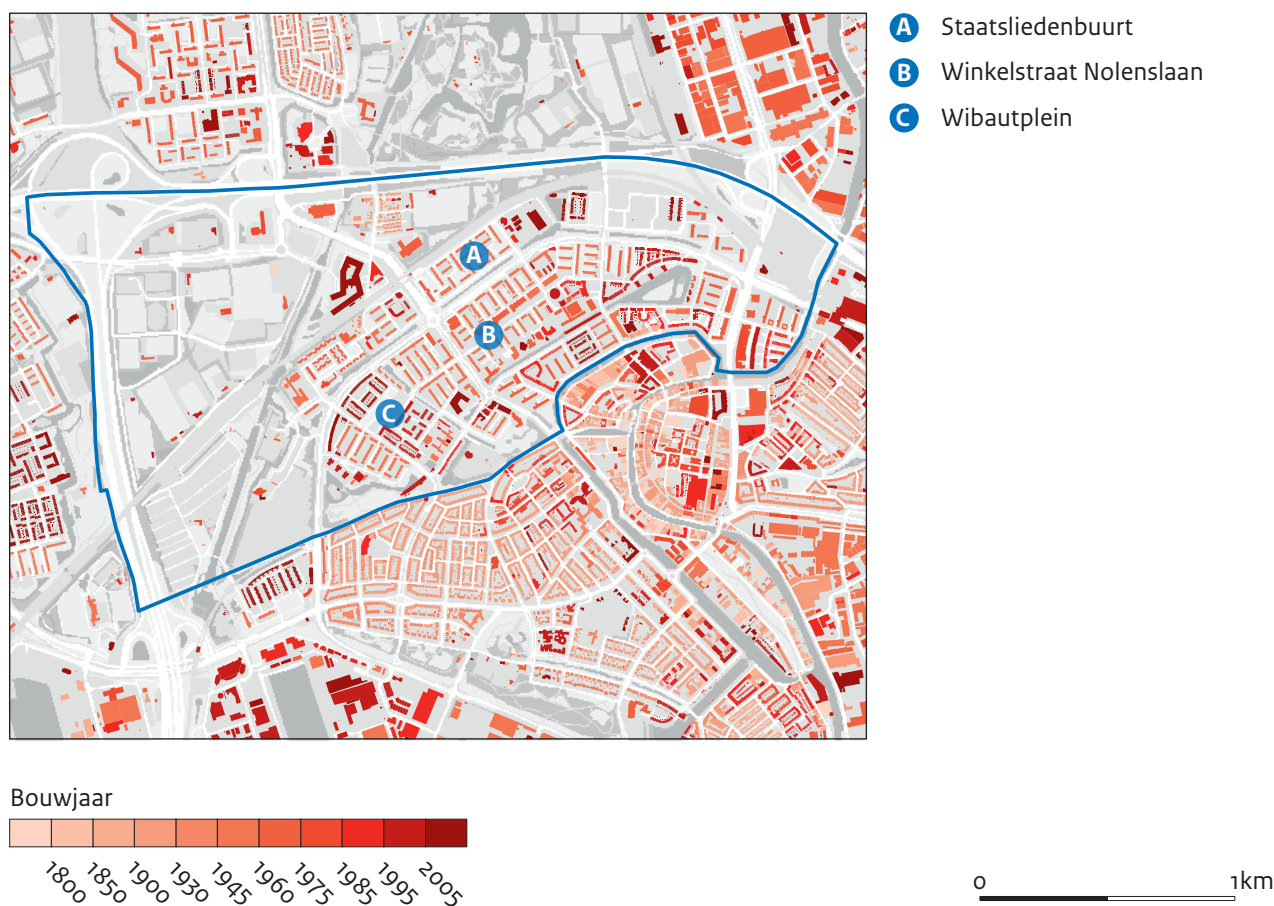 A Staatsliedenbuurt
B Winkelstraat Nolenslaan
C Wibautplein
A
B
C
Bouwjaar
1800 1850 1900 1930 1945 1960 1975 1985 1995 2005
0 1km